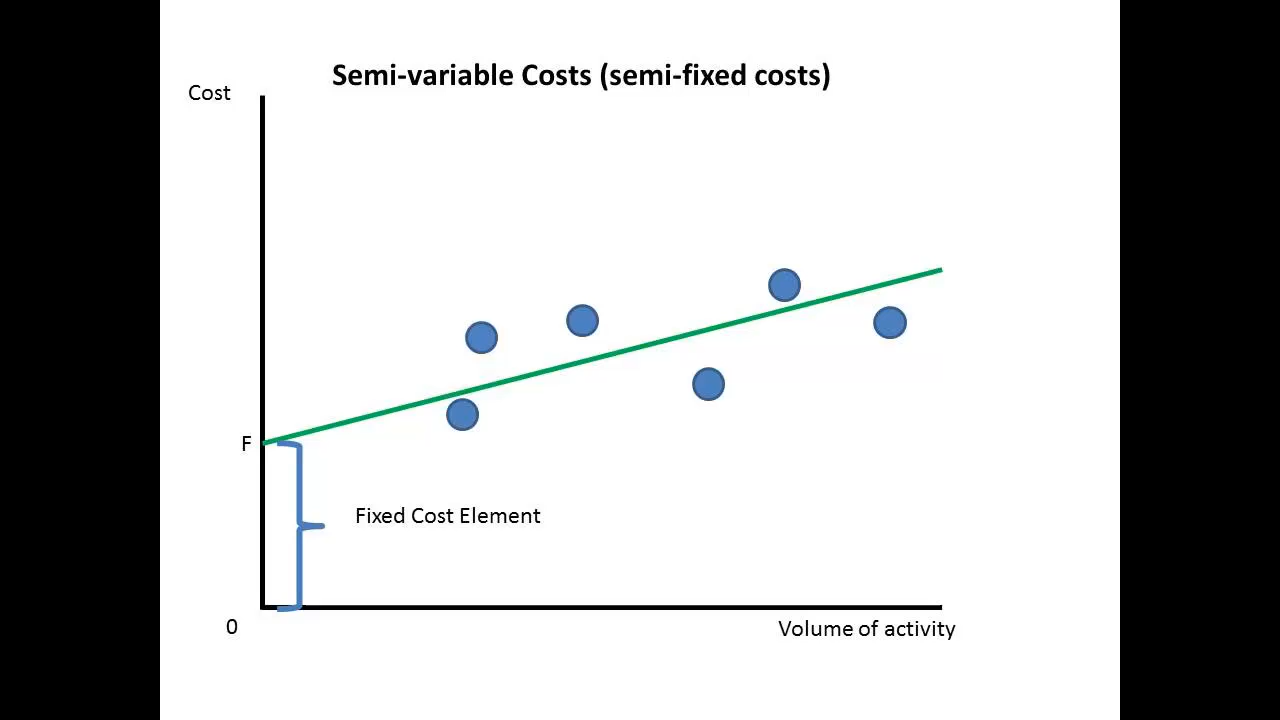 Semi-variable Costs (semi-fixed costs)
Cost
F
Fixed Cost Element
0
Volume of activity